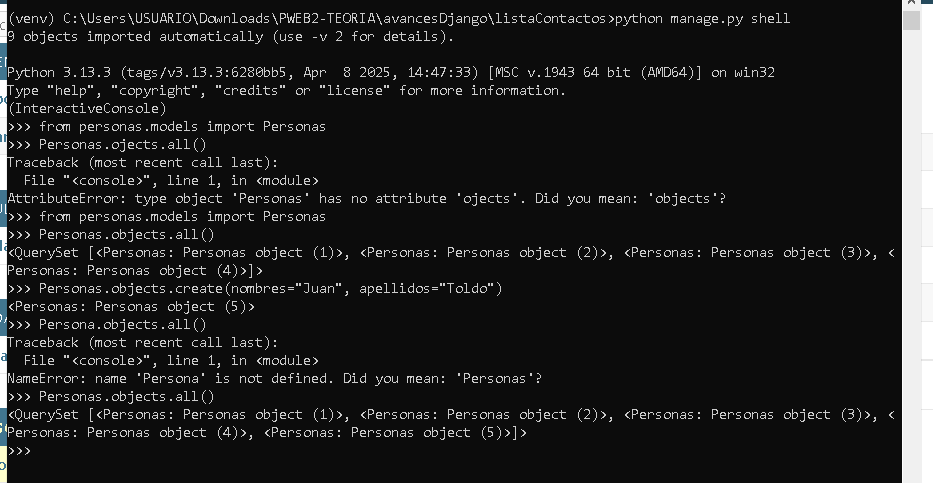 (venv) C:\Users\USUARIO\Downloads\PWEB2-TEORIA\avancesDjango\listaContactos>python manage.py shell
9 objects imported automatically (use -v 2 for details).
Python 3.13.3 (tags/v3.13.3:6280bb5, Apr  8 2025, 14:47:33) [MSC v.1943 64 bit (AMD64)] on win32
Type "help", "copyright", "credits" or "license" for more information.
(InteractiveConsole)
>>> from personas.models import Personas
>>> Personas.ojects.all()
Traceback (most recent call last):
  File "<console>", line 1, in <module>
AttributeError: type object 'Personas' has no attribute 'ojects'. Did you mean: 'objects'?
>>> from personas.models import Personas
>>> Personas.objects.all()
<QuerySet [<Personas: Personas object (1)>, <Personas: Personas object (2)>, <Personas: Personas object (3)>, <
Personas: Personas object (4)>]>
>>> Personas.objects.create(nombres="Juan", apellidos="Toldo")
<Personas: Personas object (5)>
>>> Persona.objects.all()
Traceback (most recent call last):
  File "<console>", line 1, in <module>
NameError: name 'Persona' is not defined. Did you mean: 'Personas'?
>>> Personas.objects.all()
<QuerySet [<Personas: Personas object (1)>, <Personas: Personas object (2)>, <Personas: Personas object (3)>, <
Personas: Personas object (4)>, <Personas: Personas object (5)>]>
>>>